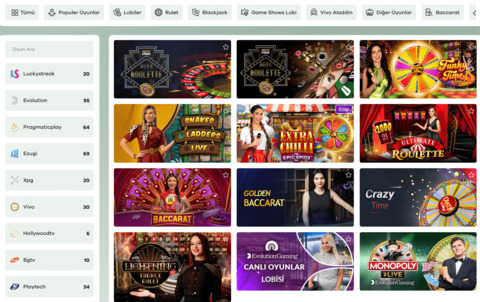 Tümü
Populer Oyunlar
Lobiler
Rulet
Blackjack
Game Shows Lobi
Vivo Aladdin
Diğer Oyunlar
Baccarat
Oyun Ara
Luckystreak 20
Evolution 95
Pragmaticplay 64
Ezugi 69
Xpg 20
Vivo 30
Hollywoodtv 6
Bgtv 10
Playtech 34
ROULETTE
ROULETTE
Funky
Time
SNAKES
LADDERS
LIVE
EXTRA
CHILLI
EPIC SPINS
ULTIMATE
ROULETTE
BACCARAT
GOLDEN
BACCARAT
Crazy
Time
LIGHTNING
EvolutionGaming
CANLI OYUNLAR
LOBİSİ
EvolutionGaming
MONOPOLY
LIVE